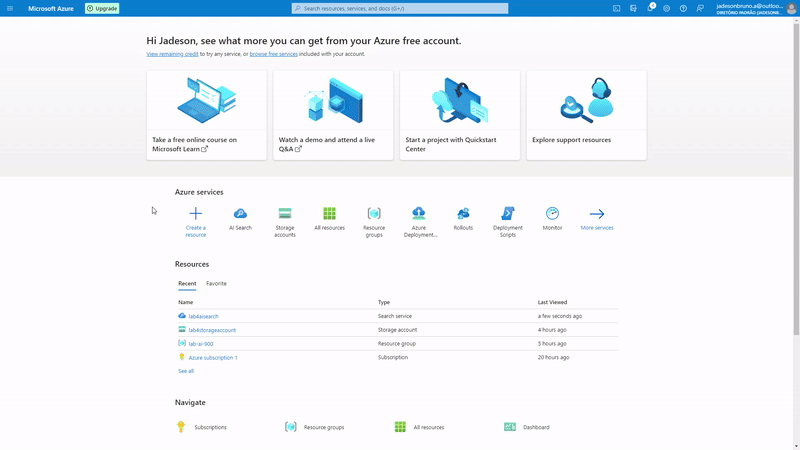 Microsoft Azure
Upgrade
Search resources, services, and docs (G+/)
jadesonbruno.a@outloo...
DIRETÓRIO PADRÃO (JADESON...
Hi Jadeson, see what more you can get from your Azure free account.
View remaining credit to try any service, or browse free services included with your account.
Take a free online course on
Microsoft Learn
Watch a demo and attend a live
Q&A
Start a project with Quickstart
Center
Explore support resources
Azure services
Create a
resource
AI Search
Storage
accounts
All resources
Resource
groups
Azure
Deployment...
Rollouts
Deployment
Scripts
Monitor
More services
Resources
Recent Favorite
Name Type Last Viewed
lab4aisearch Search service a few seconds ago
lab4storageaccount Storage account 4 hours ago
lab-ai-900 Resource group 5 hours ago
Azure subscription 1 Subscription 20 hours ago
See all
Navigate
Subscriptions Resource groups All resources Dashboard